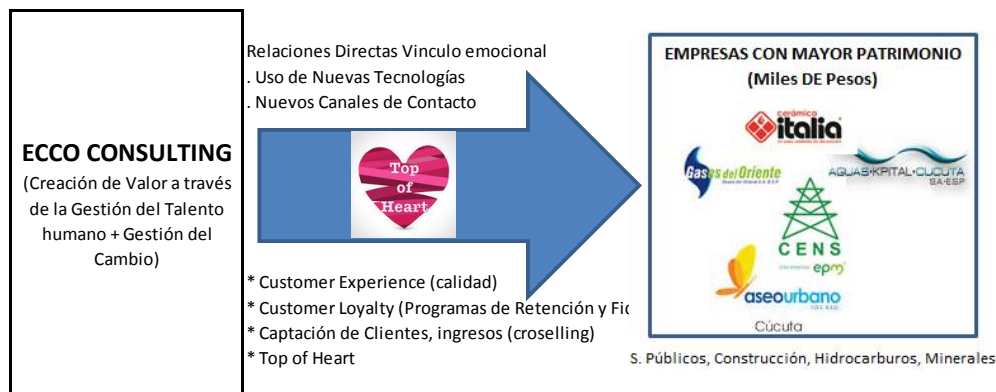 ECCO CONSULTING
(Creación de Valor a través
de la Gestión del Talento
humano + Gestión del
Cambio)
Relaciones Directas Vinculo emocional
. Uso de Nuevas Tecnologías
. Nuevos Canales de Contacto
Top
of
Heart
* Customer Experience (calidad)
* Customer Loyalty (Programas de Retención y Fid
* Captación de Clientes, ingresos (croselling)
* Top of Heart
EMPRESAS CON MAYOR PATRIMONIO
(Miles DE Pesos)
cerámica
italia
Gases del Oriente
AGUAS KPITAL CUCUTA
SA ESP
CENS
epm
aseourbano
Cúcuta
S. Públicos, Construcción, Hidrocarburos, Minerales